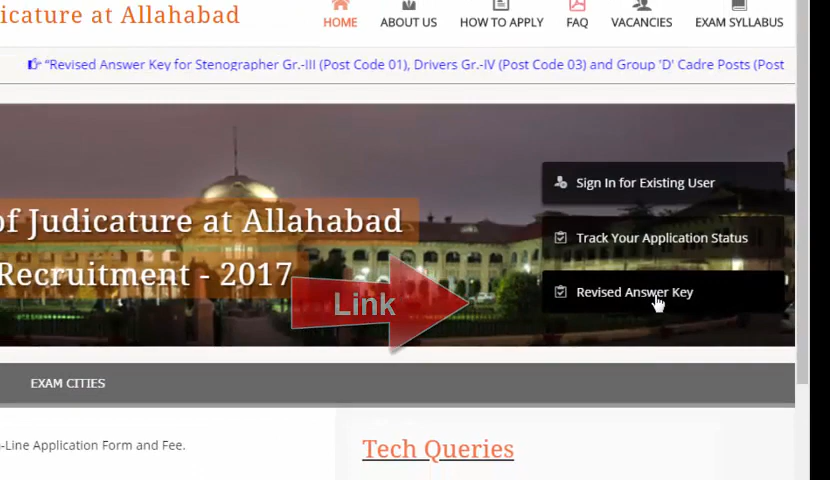 icature at Allahabad
HOME ABOUT US HOW TO APPLY FAQ VACANCIES EXAM SYLLABUS
"Revised Answer Key for Stenographer Gr.-III (Post Code 01), Drivers Gr.-IV (Post Code 03) and Group 'D' Cadre Posts (Post
Sign In for Existing User
of Judicature at Allahabad
Track Your Application Status
Recruitment - 2017
Revised Answer Key
Link
EXAM CITIES
-Line Application Form and Fee.
Tech Queries